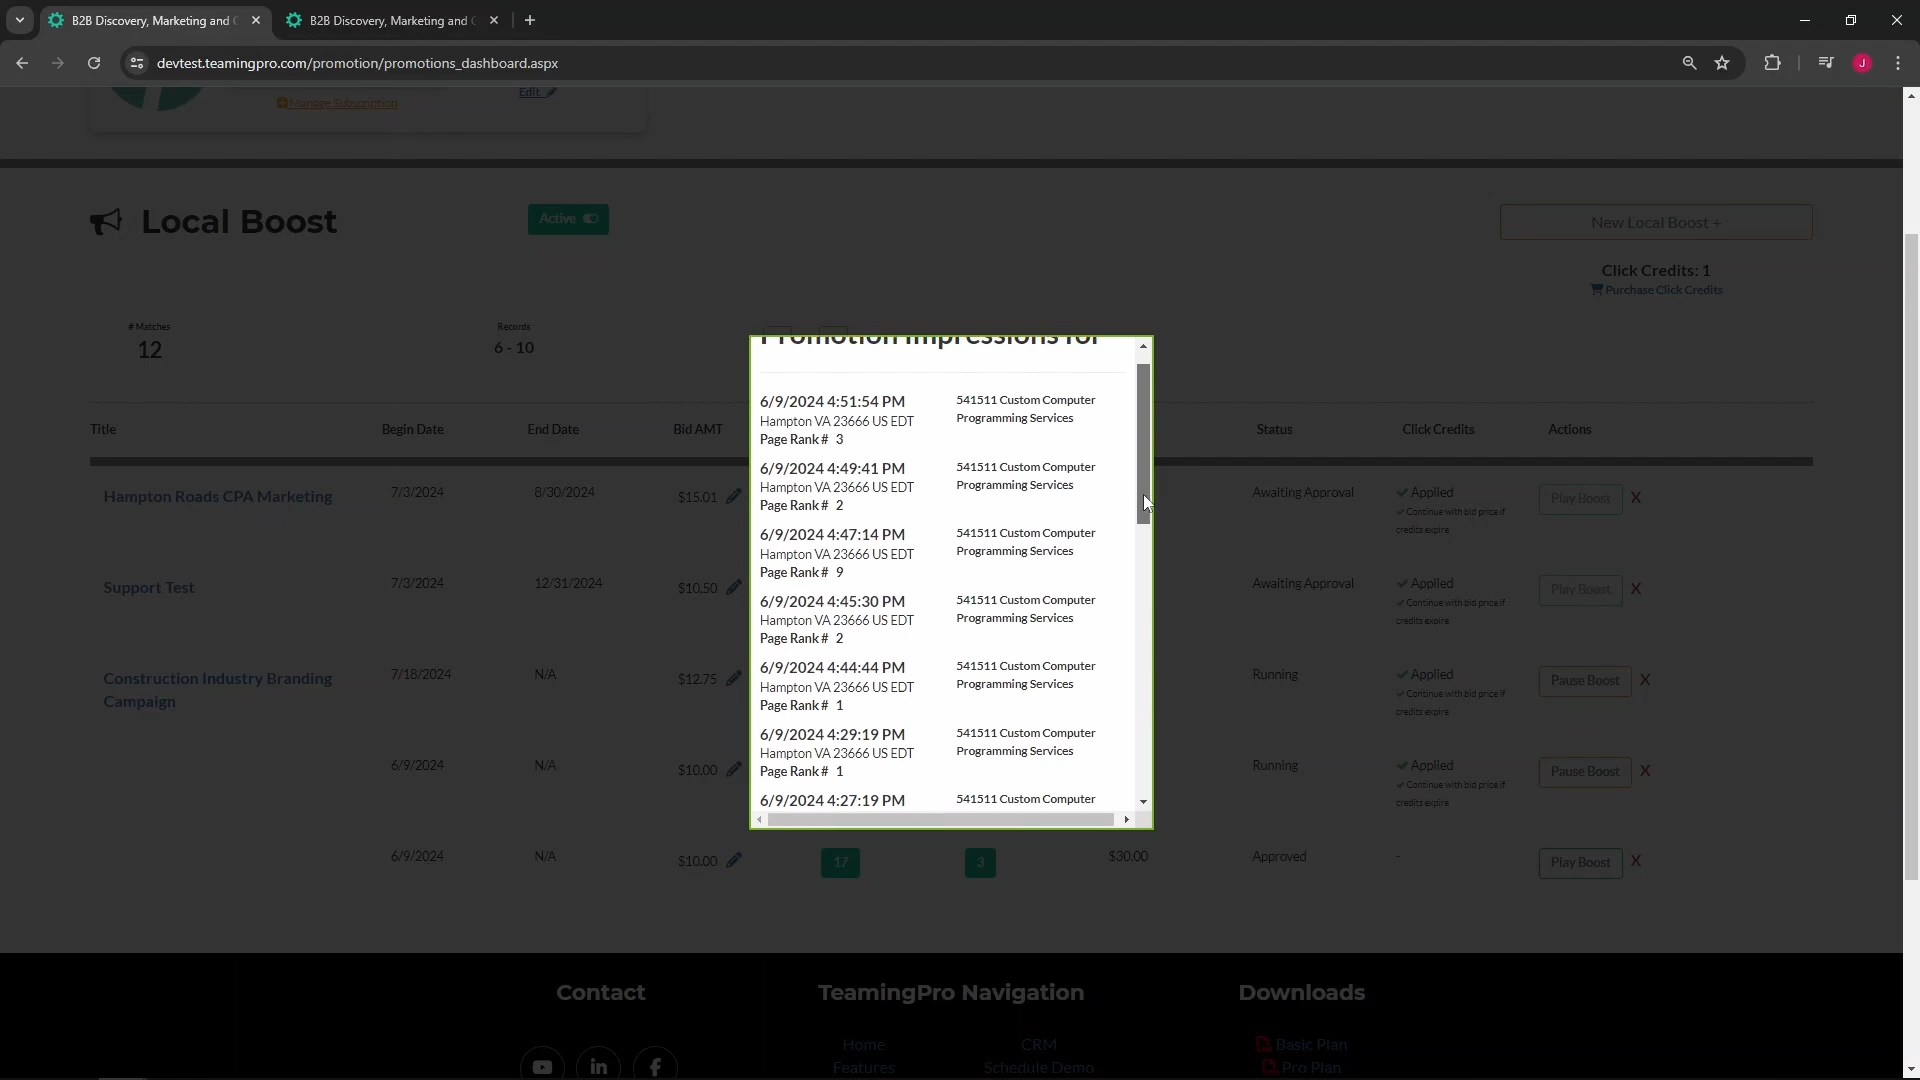 B2B Discovery, Marketing and
B2B Discovery, Marketing and
devtest.teamingpro.com/promotion/promotions_dashboard.aspx
J
Manage Subscription
Edit
Local Boost
Active
New Local Boost +
Click Credits: 1
Purchase Click Credits
# Matches
12
Records
6 - 10
Promotion Impressions for
Title
Begin Date
End Date
Bid AMT
Status
Click Credits
Actions
6/9/2024 4:51:54 PM
Hampton VA 23666 US EDT
Page Rank # 3
541511 Custom Computer
Programming Services
6/9/2024 4:49:41 PM
Hampton VA 23666 US EDT
Page Rank # 2
541511 Custom Computer
Programming Services
6/9/2024 4:47:14 PM
Hampton VA 23666 US EDT
Page Rank # 9
541511 Custom Computer
Programming Services
6/9/2024 4:45:30 PM
Hampton VA 23666 US EDT
Page Rank # 2
541511 Custom Computer
Programming Services
6/9/2024 4:44:44 PM
Hampton VA 23666 US EDT
Page Rank # 1
541511 Custom Computer
Programming Services
6/9/2024 4:29:19 PM
Hampton VA 23666 US EDT
Page Rank # 1
541511 Custom Computer
Programming Services
6/9/2024 4:27:19 PM
541511 Custom Computer
Hampton Roads CPA Marketing
7/3/2024
8/30/2024
$15.01
Awaiting Approval
Applied
Continue with bid price if
credits expire
Play Boost
X
Support Test
7/3/2024
12/31/2024
$10.50
Awaiting Approval
Applied
Continue with bid price if
credits expire
Play Boost
X
Construction Industry Branding
Campaign
7/18/2024
N/A
$12.75
Running
Applied
Continue with bid price if
credits expire
Pause Boost
X
6/9/2024
N/A
$10.00
Running
Applied
Continue with bid price if
credits expire
Pause Boost
X
6/9/2024
N/A
$10.00
17
3
$30.00
Approved
-
Play Boost
X
Contact
TeamingPro Navigation
Home
CRM
Features
Schedule Demo
Downloads
Basic Plan
Pro Plan